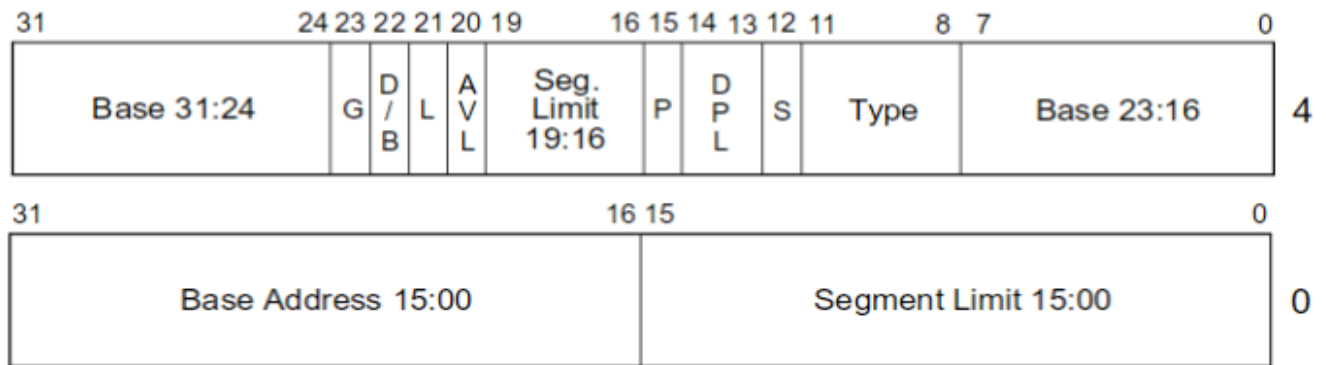 31 24 23 22 21 20 19 16 15 14 13 12 11 8 7 0
Base 31:24 G D/B L AVL Seg. Limit 19:16 P DPL S Type Base 23:16 4
31 16 15 0
Base Address 15:00 Segment Limit 15:00 0